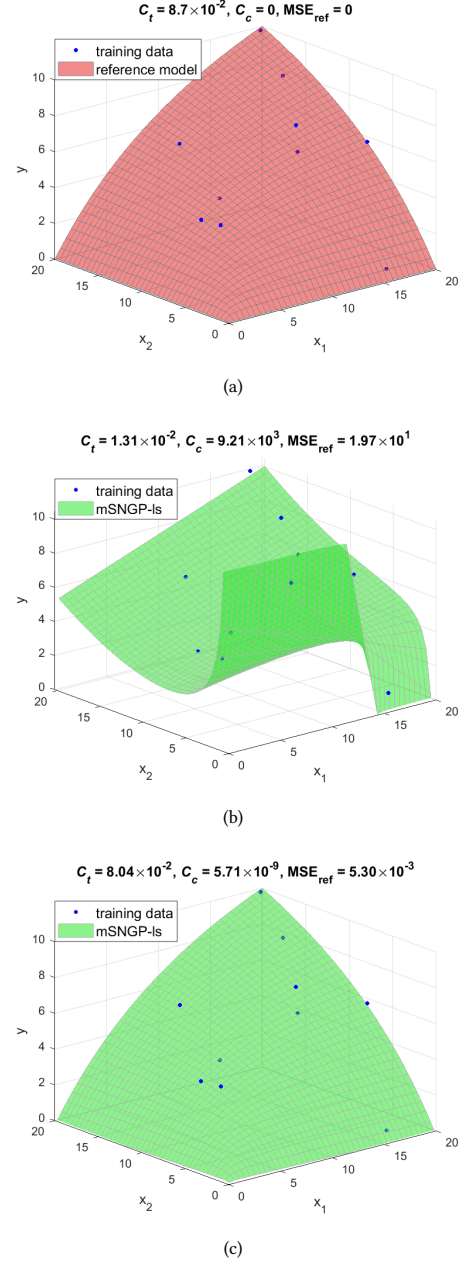 C_t = 8.7×10^-2, C_c = 0, MSE_ref = 0
training data
reference model
10
8
6
4
2
0
y
20
15
10
5
0
x_2
0
5
10
15
20
x_1
(a)
C_t = 1.31×10^-2, C_c = 9.21×10^3, MSE_ref = 1.97×10^1
training data
mSNGP-ls
10
8
6
4
2
0
y
20
15
10
5
0
x_2
0
5
10
15
20
x_1
(b)
C_t = 8.04×10^-2, C_c = 5.71×10^-9, MSE_ref = 5.30×10^-3
training data
mSNGP-ls
10
8
6
4
2
0
y
20
15
10
5
0
x_2
0
5
10
15
20
x_1
(c)